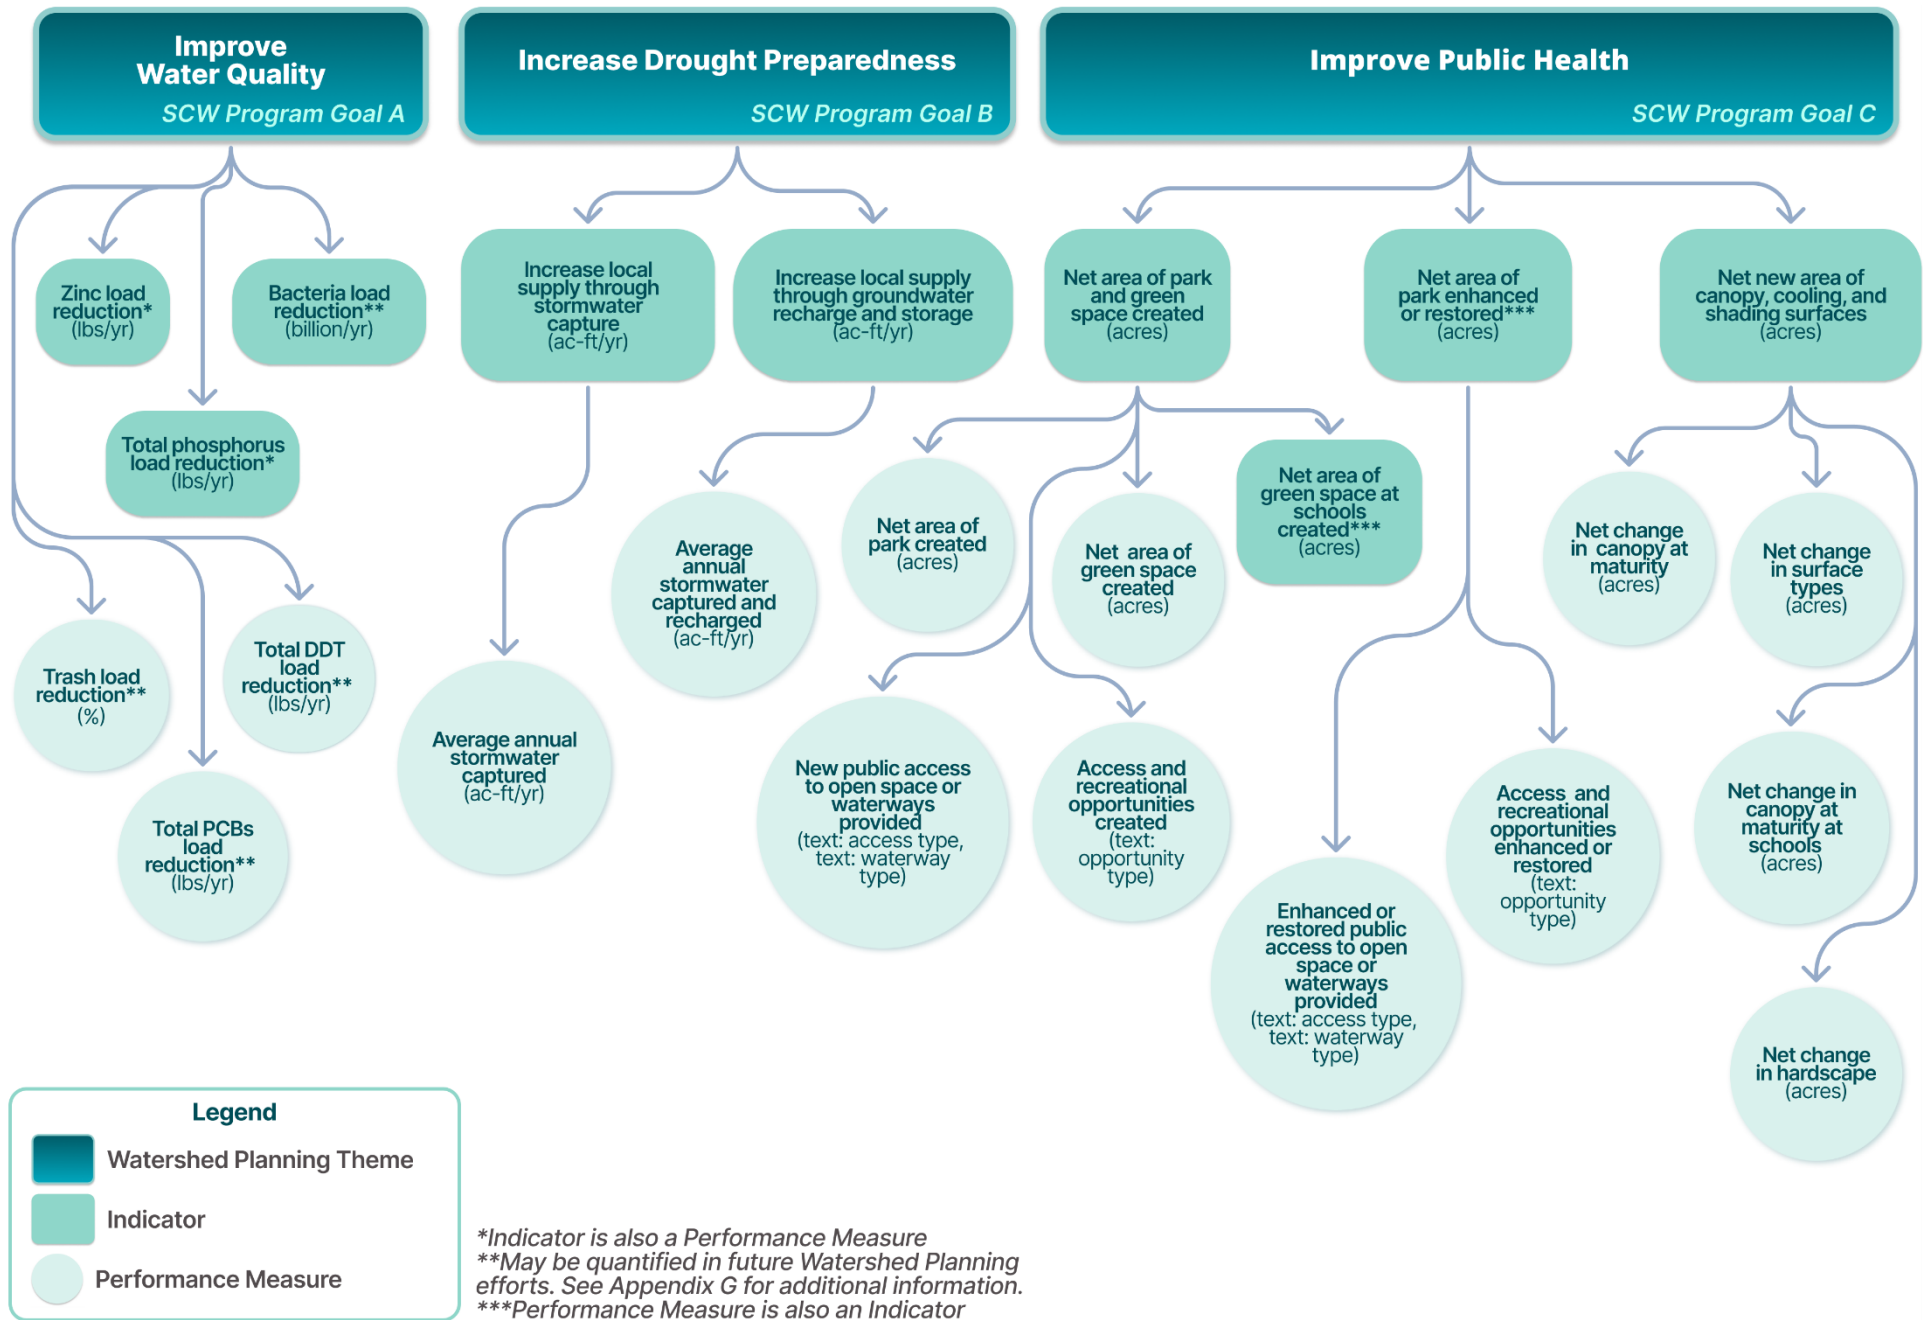 Improve
Water Quality
SCW Program Goal A
Increase Drought Preparedness
SCW Program Goal B
Improve Public Health
SCW Program Goal C
Zinc load
reduction*
(lbs/yr)
Bacteria load
reduction**
(billion/yr)
Total phosphorus
load reduction*
(lbs/yr)
Trash load
reduction**
(%)
Total DDT
load
reduction**
(lbs/yr)
Total PCBs
load
reduction**
(lbs/yr)
Increase local
supply through
stormwater
capture
(ac-ft/yr)
Increase local supply
through groundwater
recharge and storage
(ac-ft/yr)
Average annual
stormwater
captured
(ac-ft/yr)
Average
annual
stormwater
captured and
recharged
(ac-ft/yr)
Net area of park
and green
space created
(acres)
Net area of
park enhanced
or restored***
(acres)
Net new area of
canopy, cooling, and
shading surfaces
(acres)
Net area of
park created
(acres)
Net area of
green space
created
(acres)
Net area of
green space at
schools
created***
(acres)
New public access
to open space or
waterways
provided
(text: access type,
text: waterway
type)
Access and
recreational
opportunities
created
(text:
opportunity
type)
Enhanced or
restored public
access to open
space or
waterways
provided
(text: access type,
text: waterway
type)
Access and
recreational
opportunities
enhanced or
restored
(text:
opportunity
type)
Net change
in canopy at
maturity
(acres)
Net change
in surface
types
(acres)
Net change in
canopy at
maturity at
schools
(acres)
Net change
in hardscape
(acres)
Legend
Watershed Planning Theme
Indicator
Performance Measure
*Indicator is also a Performance Measure
**May be quantified in future Watershed Planning
efforts. See Appendix G for additional information.
***Performance Measure is also an Indicator